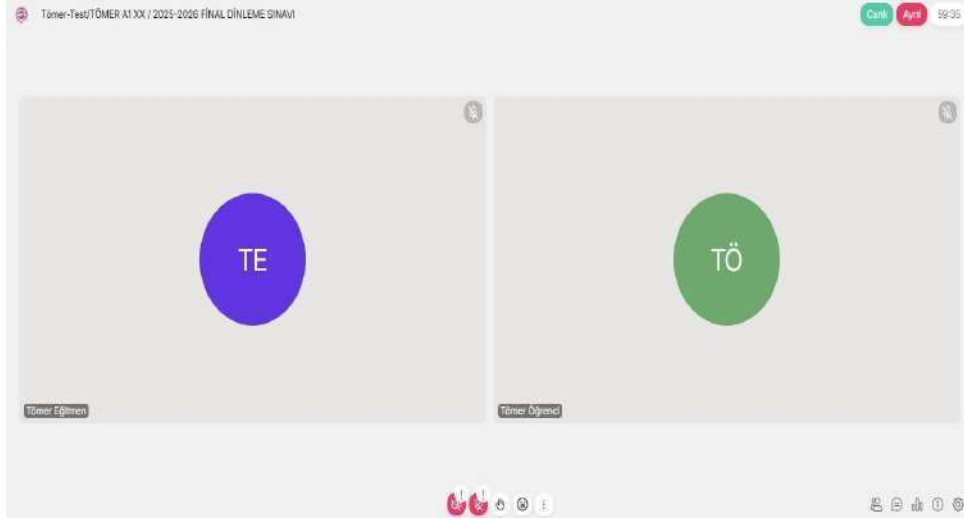 Tömer-Test/TÖMER A1 XX / 2025-2026 FİNAL DİNLEME SINAVI
Canlı Ayrıl 59:35
TE
TÖ
Tömer Eğitmen
Tömer Öğrenci